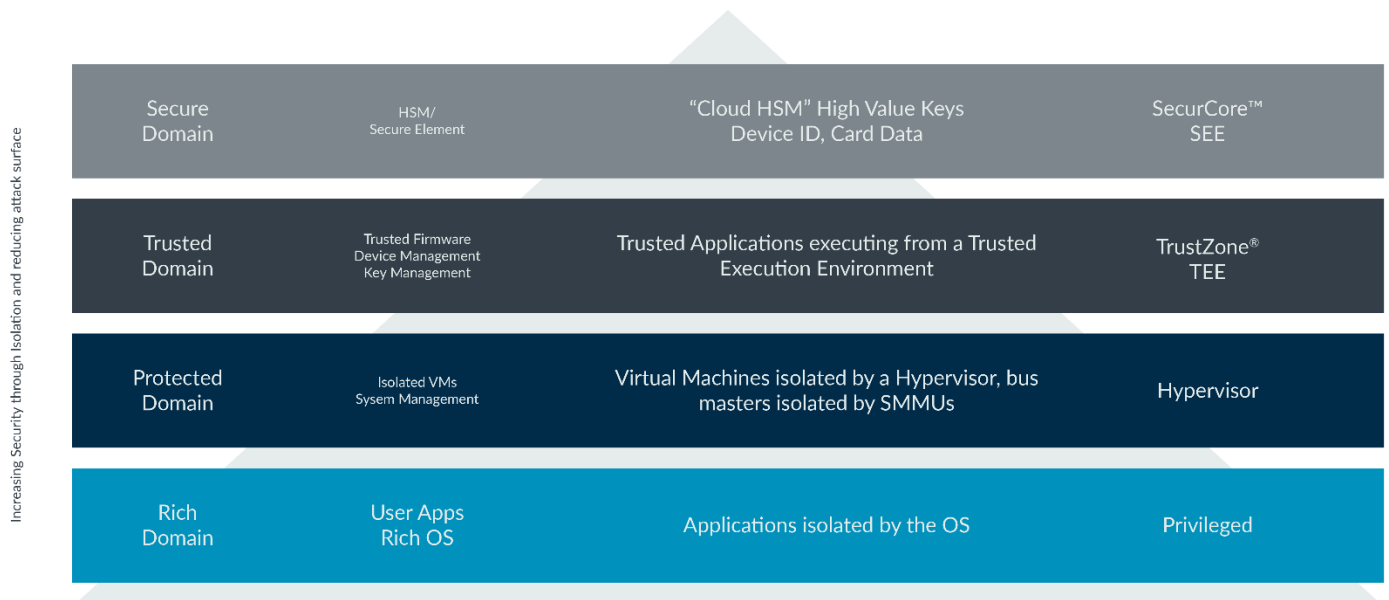 Increasing Security through Isolation and reducing attack surface
Secure
Domain
HSM/
Secure Element
“Cloud HSM” High Value Keys
Device ID, Card Data
SecurCore™
SEE
Trusted
Domain
Trusted Firmware
Device Management
Key Management
Trusted Applications executing from a Trusted
Execution Environment
TrustZone®
TEE
Protected
Domain
Isolated VMs
Sysem Management
Virtual Machines isolated by a Hypervisor, bus
masters isolated by SMMUs
Hypervisor
Rich
Domain
User Apps
Rich OS
Applications isolated by the OS
Privileged